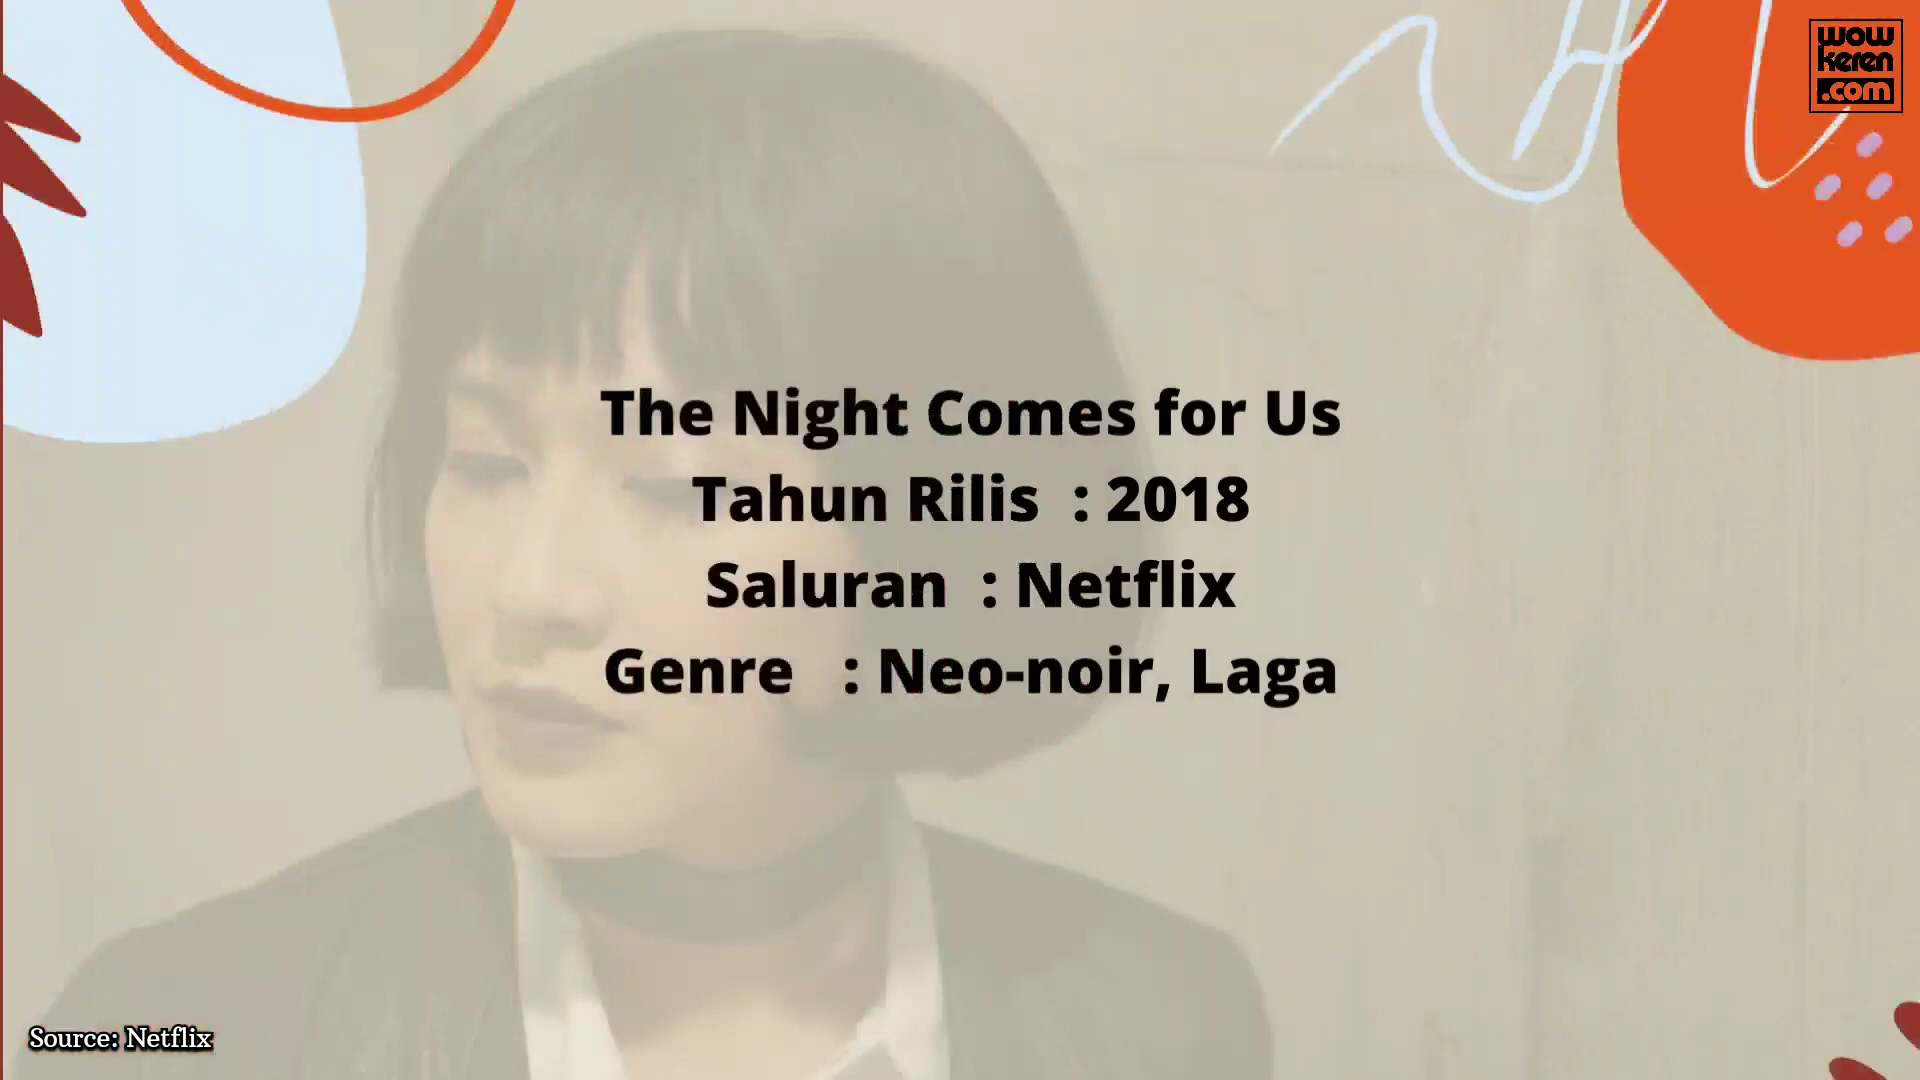 wow
keren
.com
The Night Comes for Us
Tahun Rilis : 2018
Saluran : Netflix
Genre : Neo-noir, Laga
Source: Netflix